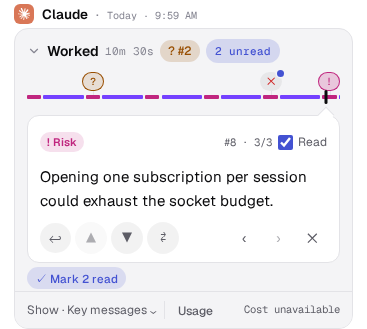 Claude · Today · 9:59 AM
Worked 10m 30s ? #2 2 unread
? ✕ !
! Risk #8 · 3/3 Read
Opening one subscription per session
could exhaust the socket budget.
✓ Mark 2 read
Show · Key messages Usage Cost unavailable